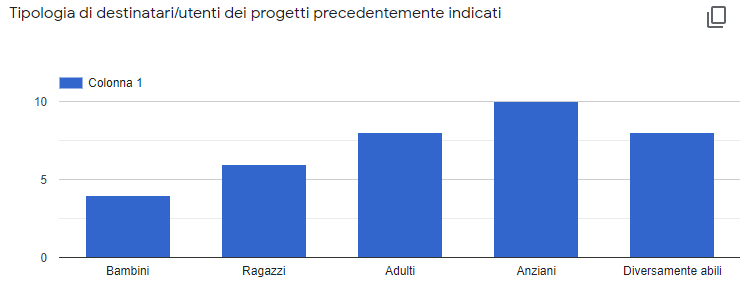 Tipologia di destinatari/utenti dei progetti precedentemente indicati
Colonna 1
10
5
0
Bambini Ragazzi Adulti Anziani Diversamente abili